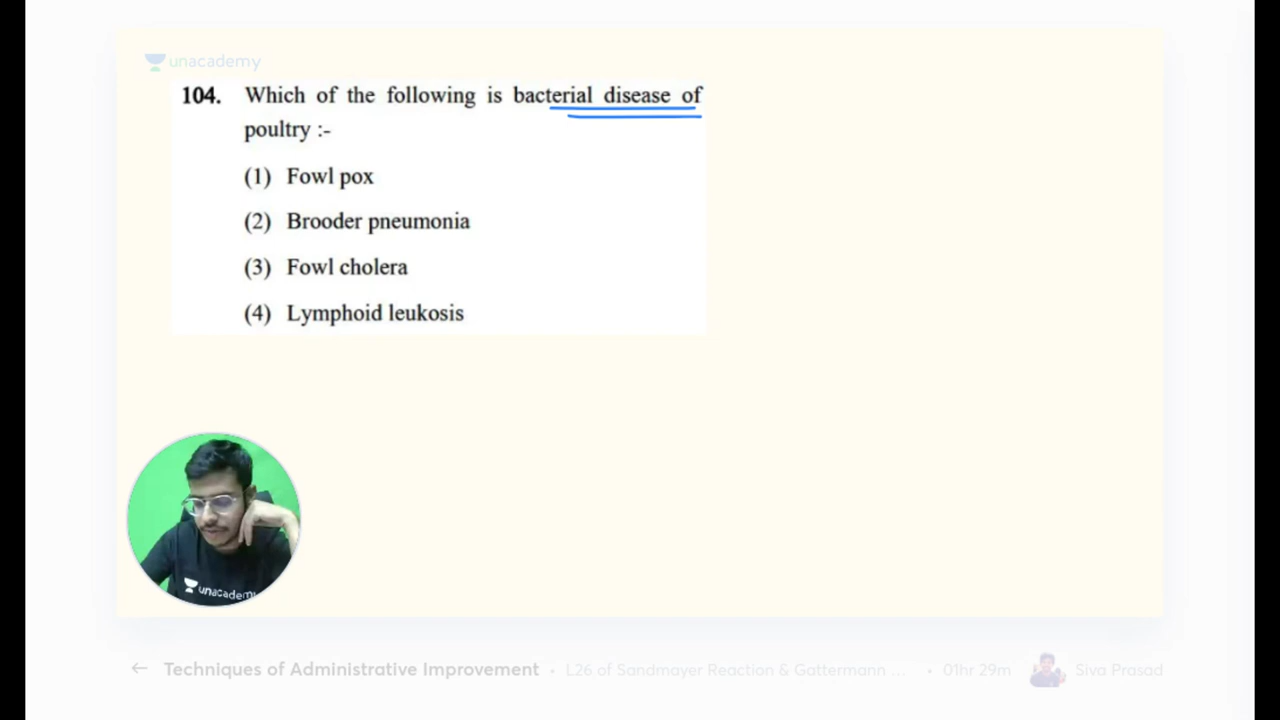 unacademy
104. Which of the following is bacterial disease of
poultry :-
(1) Fowl pox
(2) Brooder pneumonia
(3) Fowl cholera
(4) Lymphoid leukosis
unacademy
← Techniques of Administrative Improvement • L26 of Sandmayer Reaction & Gattermann ... • 01hr 29m Siva Prasad